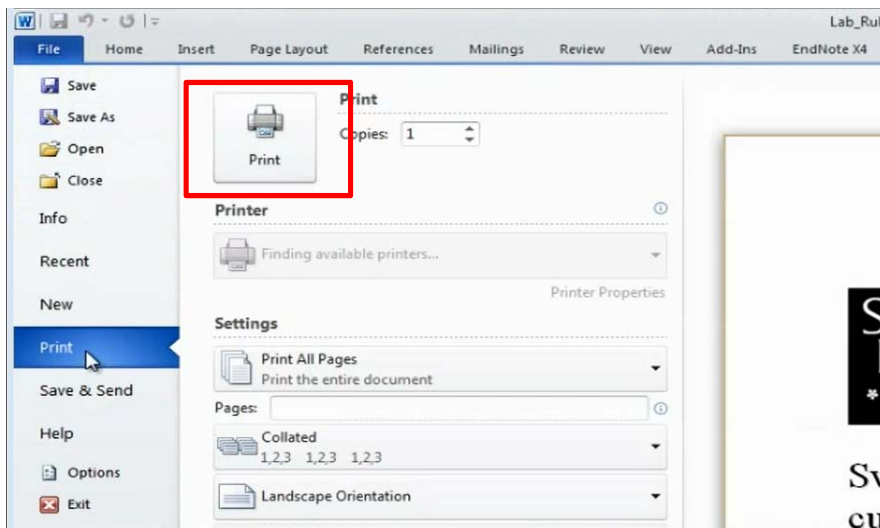 Lab_Ru
File Home Insert Page Layout References Mailings Review View Add-Ins EndNote X4
Save
Save As
Open
Close
Info
Recent
New
Print
Save & Send
Help
Options
Exit
Print
Print
Copies: 1
Printer
Finding available printers...
Printer Properties
Settings
Print All Pages
Print the entire document
Pages:
Collated
1,2,3 1,2,3 1,2,3
Landscape Orientation
S
Sv
cu